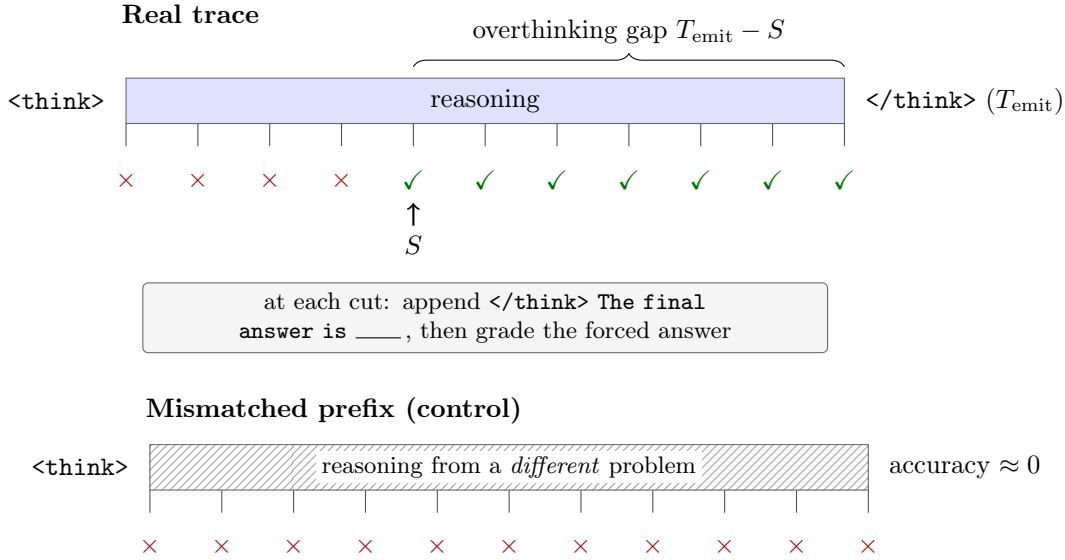 Real trace
overthinking gap T_emit − S
<think> reasoning </think> (T_emit)
× × × × ✓ ✓ ✓ ✓ ✓ ✓ ✓
↑
S
at each cut: append </think> The final
answer is ____, then grade the forced answer
Mismatched prefix (control)
<think> reasoning from a different problem accuracy ≈ 0
× × × × × × × × × × ×